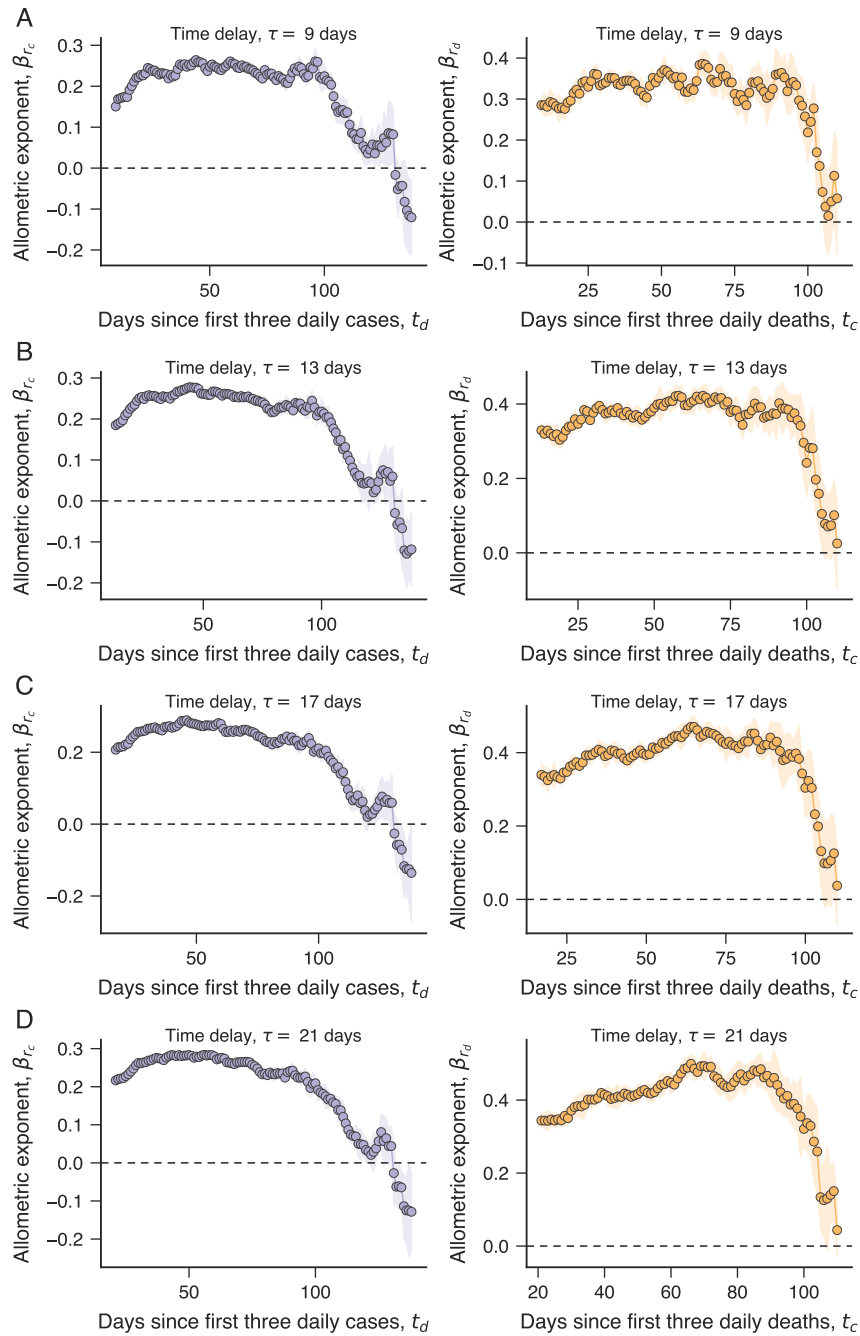 A
Time delay, τ = 9 days
Allometric exponent, β_{r_c}
0.3
0.2
0.1
0.0
−0.1
−0.2
50
100
Days since first three daily cases, t_d
Time delay, τ = 9 days
Allometric exponent, β_{r_d}
0.4
0.3
0.2
0.1
0.0
−0.1
25
50
75
100
Days since first three daily deaths, t_c
B
Time delay, τ = 13 days
Allometric exponent, β_{r_c}
0.3
0.2
0.1
0.0
−0.1
−0.2
50
100
Days since first three daily cases, t_d
Time delay, τ = 13 days
Allometric exponent, β_{r_d}
0.4
0.2
0.0
25
50
75
100
Days since first three daily deaths, t_c
C
Time delay, τ = 17 days
Allometric exponent, β_{r_c}
0.2
0.0
−0.2
50
100
Days since first three daily cases, t_d
Time delay, τ = 17 days
Allometric exponent, β_{r_d}
0.4
0.2
0.0
25
50
75
100
Days since first three daily deaths, t_c
D
Time delay, τ = 21 days
Allometric exponent, β_{r_c}
0.3
0.2
0.1
0.0
−0.1
−0.2
50
100
Days since first three daily cases, t_d
Time delay, τ = 21 days
Allometric exponent, β_{r_d}
0.4
0.2
0.0
20
40
60
80
100
Days since first three daily deaths, t_c